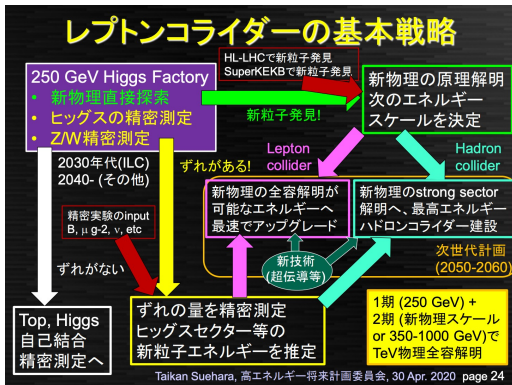 レプトンコライダーの基本戦略
HL-LHCで新粒子発見
SuperKEKBで新粒子発見
250 GeV Higgs Factory
• 新物理直接探索
• ヒッグスの精密測定
• Z/W精密測定
新粒子発見!
新物理の原理解明
次のエネルギー
スケールを決定
2030年代(ILC)
2040- (その他)
ずれがある!
Lepton
collider
Hadron
collider
精密実験のinput
B, μ g-2, ν, etc
新物理の全容解明が
可能なエネルギーへ
最速でアップグレード
新物理のstrong sector
解明へ、最高エネルギー
ハドロンコライダー建設
新技術
(超伝導等)
次世代計画
(2050-2060)
ずれがない
Top, Higgs
自己結合
精密測定へ
ずれの量を精密測定
ヒッグスセクター等の
新粒子エネルギーを推定
1期 (250 GeV) +
2期 (新物理スケール
or 350-1000 GeV)で
TeV物理全容解明
Taikan Suehara, 高エネルギー将来計画委員会, 30 Apr. 2020 page 24